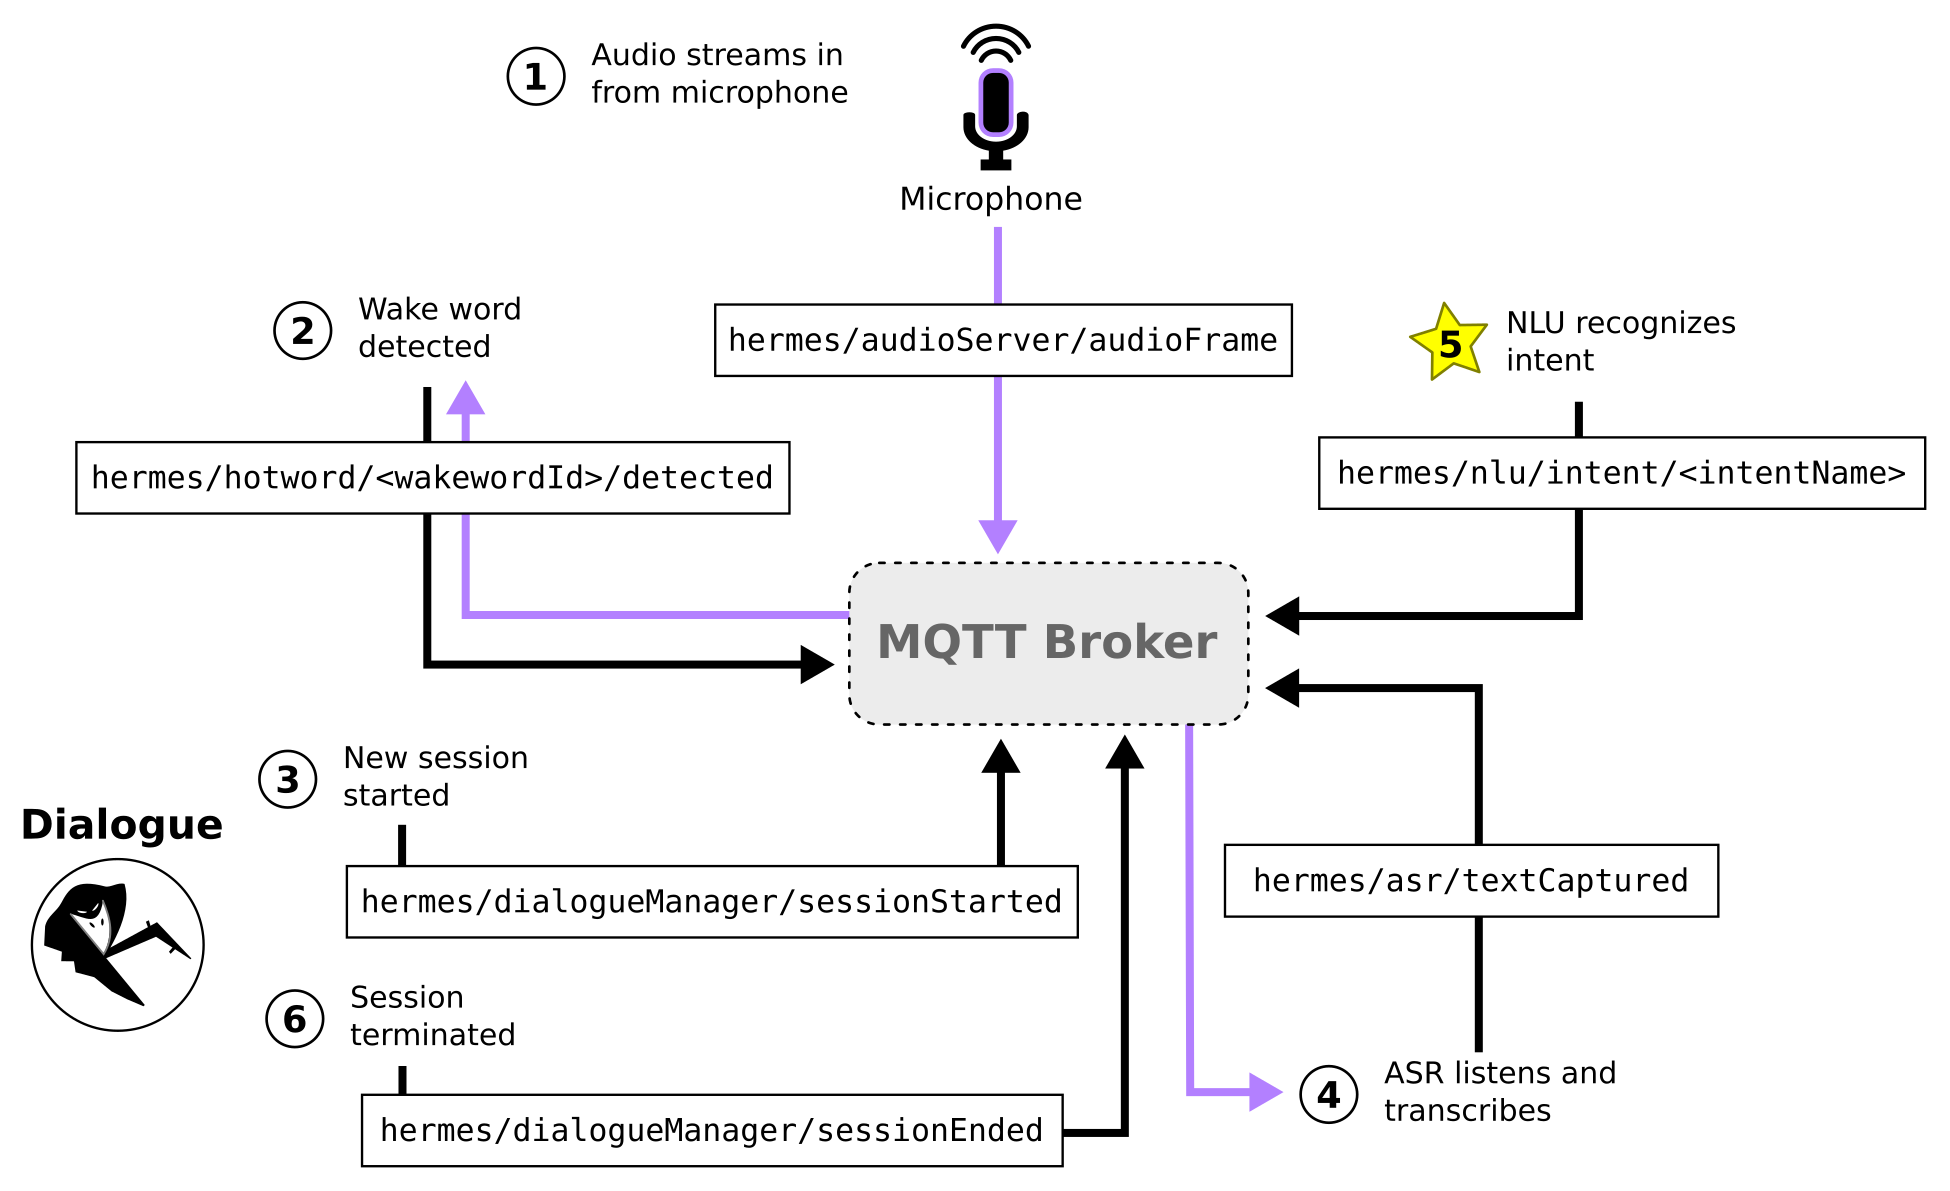 1
Audio streams in
from microphone
Microphone
hermes/audioServer/audioFrame
2
Wake word
detected
hermes/hotword/<wakewordId>/detected
5
NLU recognizes
intent
hermes/nlu/intent/<intentName>
MQTT Broker
3
New session
started
Dialogue
hermes/dialogueManager/sessionStarted
hermes/asr/textCaptured
6
Session
terminated
hermes/dialogueManager/sessionEnded
4
ASR listens and
transcribes